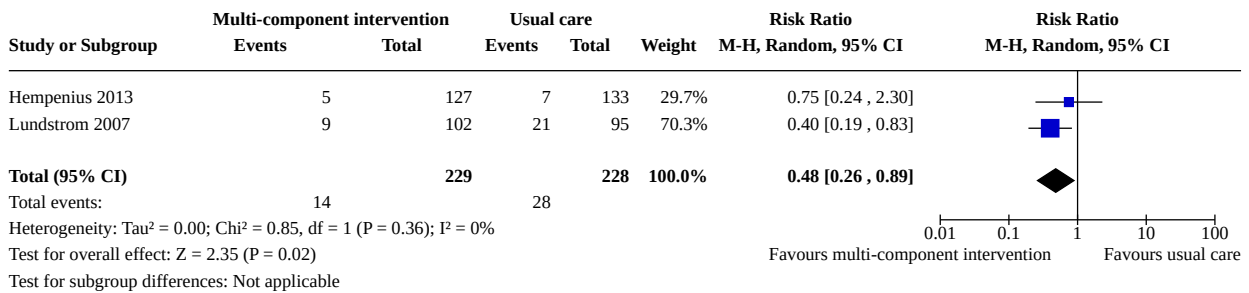 Multi-component intervention Usual care Risk Ratio Risk Ratio
Study or Subgroup Events Total Events Total Weight M-H, Random, 95% CI M-H, Random, 95% CI
Hempenius 2013 5 127 7 133 29.7% 0.75 [0.24 , 2.30]
Lundstrom 2007 9 102 21 95 70.3% 0.40 [0.19 , 0.83]
Total (95% CI) 229 228 100.0% 0.48 [0.26 , 0.89]
Total events: 14 28
Heterogeneity: Tau² = 0.00; Chi² = 0.85, df = 1 (P = 0.36); I² = 0%
0.01 0.1 1 10 100
Test for overall effect: Z = 2.35 (P = 0.02) Favours multi-component intervention Favours usual care
Test for subgroup differences: Not applicable